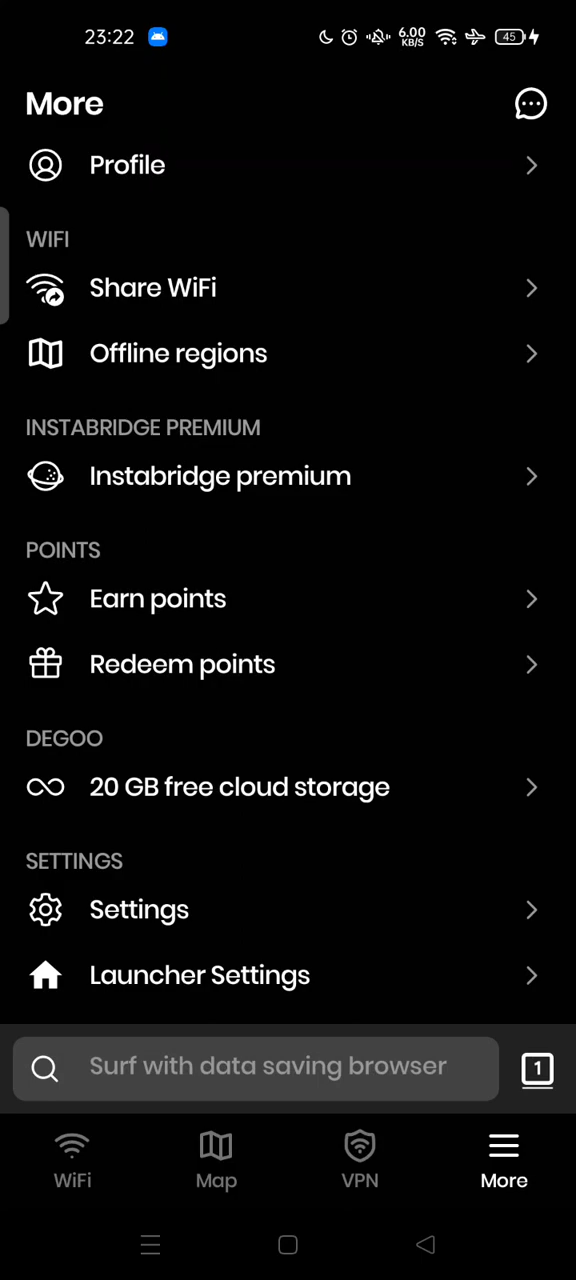 23:22
6.00
KB/S
45
More
Profile
WIFI
Share WiFi
Offline regions
INSTABRIDGE PREMIUM
Instabridge premium
POINTS
Earn points
Redeem points
DEGOO
20 GB free cloud storage
SETTINGS
Settings
Launcher Settings
Surf with data saving browser
1
WiFi
Map
VPN
More